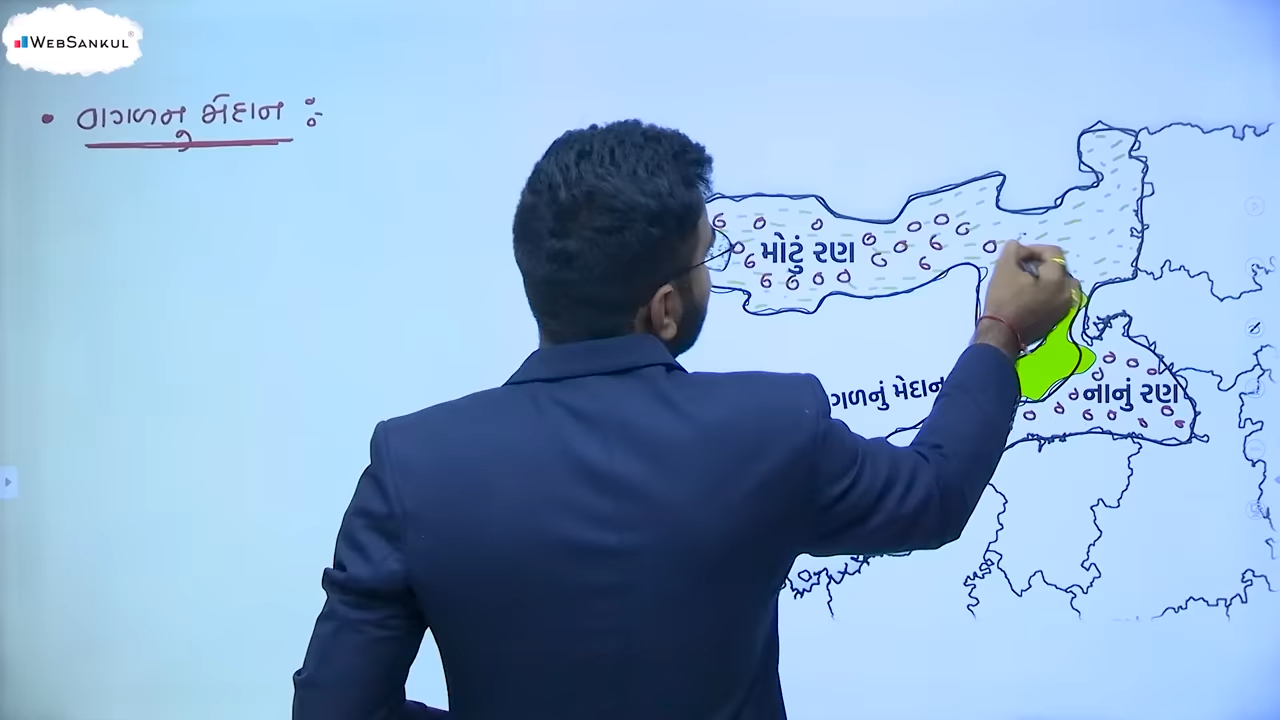 WEBSANKUL
• વાગળનુ મેદાન :-
મોટું રણ
ગળનું મેદાન
નાનું રણ